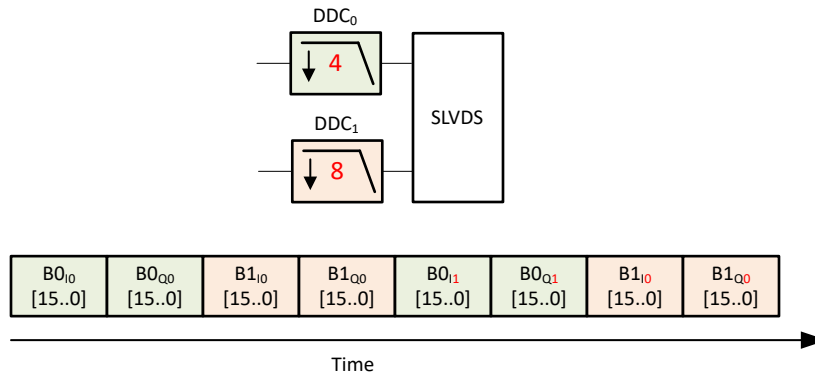 DDC₀
4
SLVDS
DDC₁
8
B0I0 B0Q0 B1I0 B1Q0 B0I1 B0Q1 B1I0 B1Q0
[15..0] [15..0] [15..0] [15..0] [15..0] [15..0] [15..0] [15..0]
Time